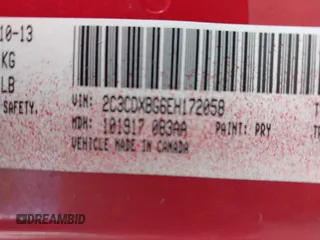 10-13
KG
LB
SAFETY.
VIN: 2C3CDXBG6EH172058
MDH: 101917 083AA
PAINT: PRY
VEHICLE MADE IN CANADA
DREAMBID